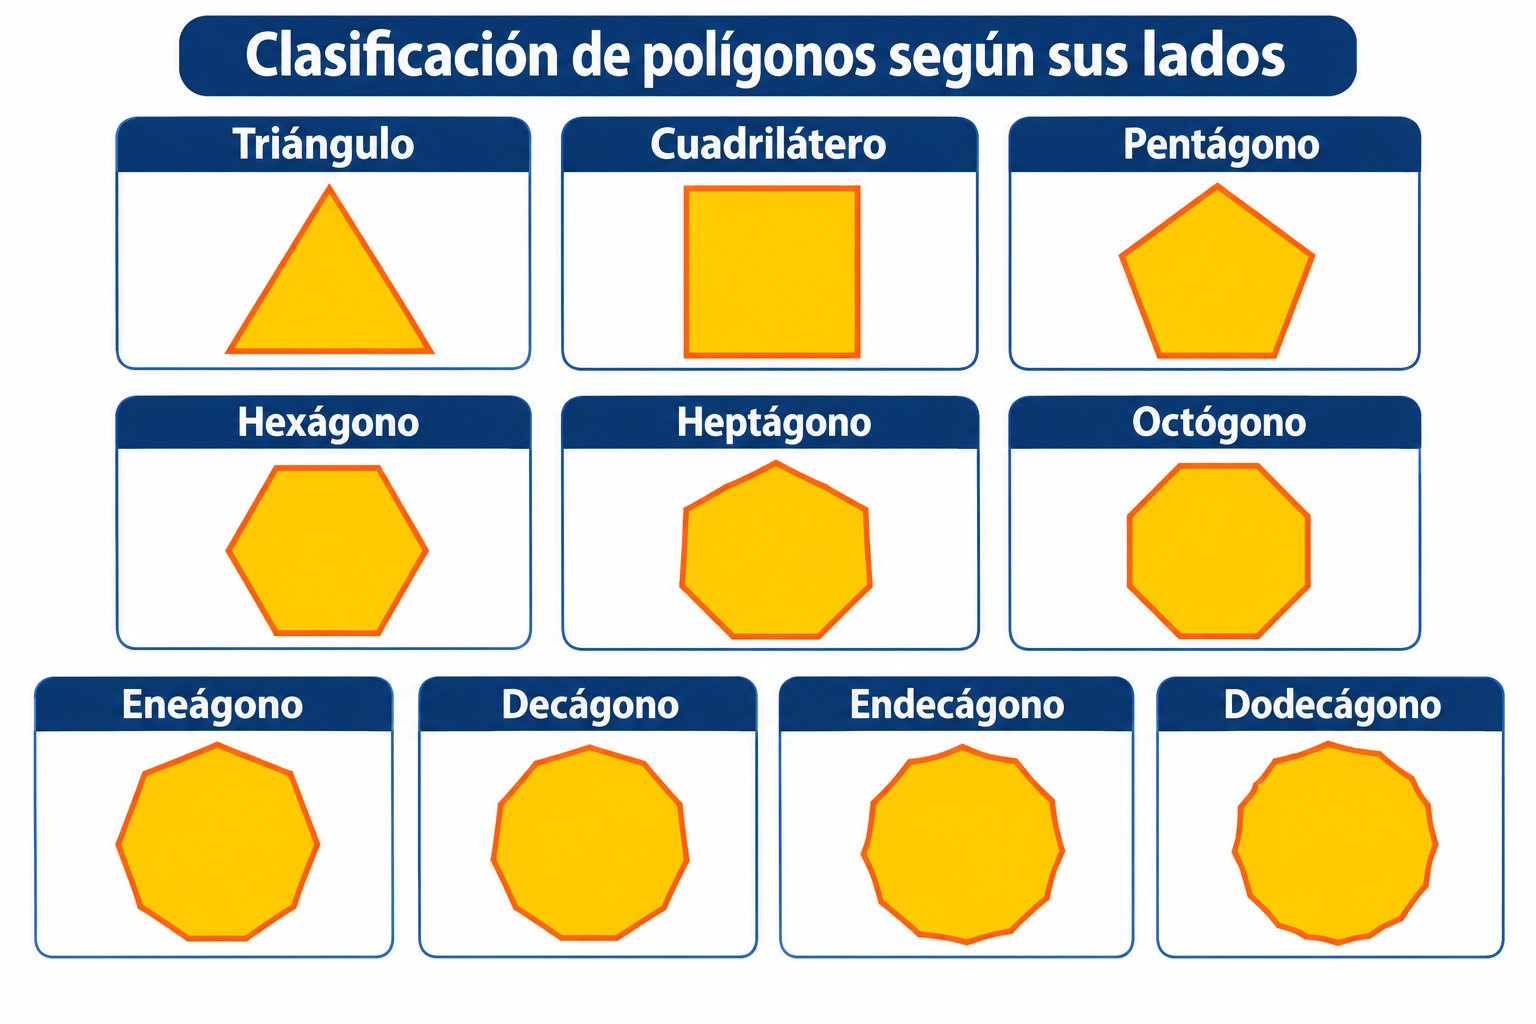 Clasificación de polígonos según sus lados
Triángulo
Cuadrilátero
Pentágono
Hexágono
Heptágono
Octógono
Eneágono
Decágono
Endecágono
Dodecágono